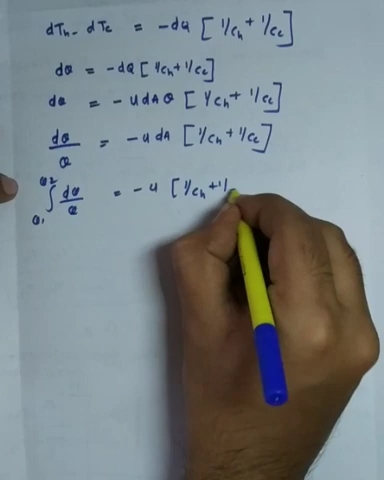 dTh - dTc = -dQ [1/Ch + 1/Cc]
dθ = -dQ [1/Ch + 1/Cc]
dθ = -U dA θ [1/Ch + 1/Cc]
dθ/θ = -U dA [1/Ch + 1/Cc]
∫θ1^θ2 dθ/θ = -U [1/Ch + 1/